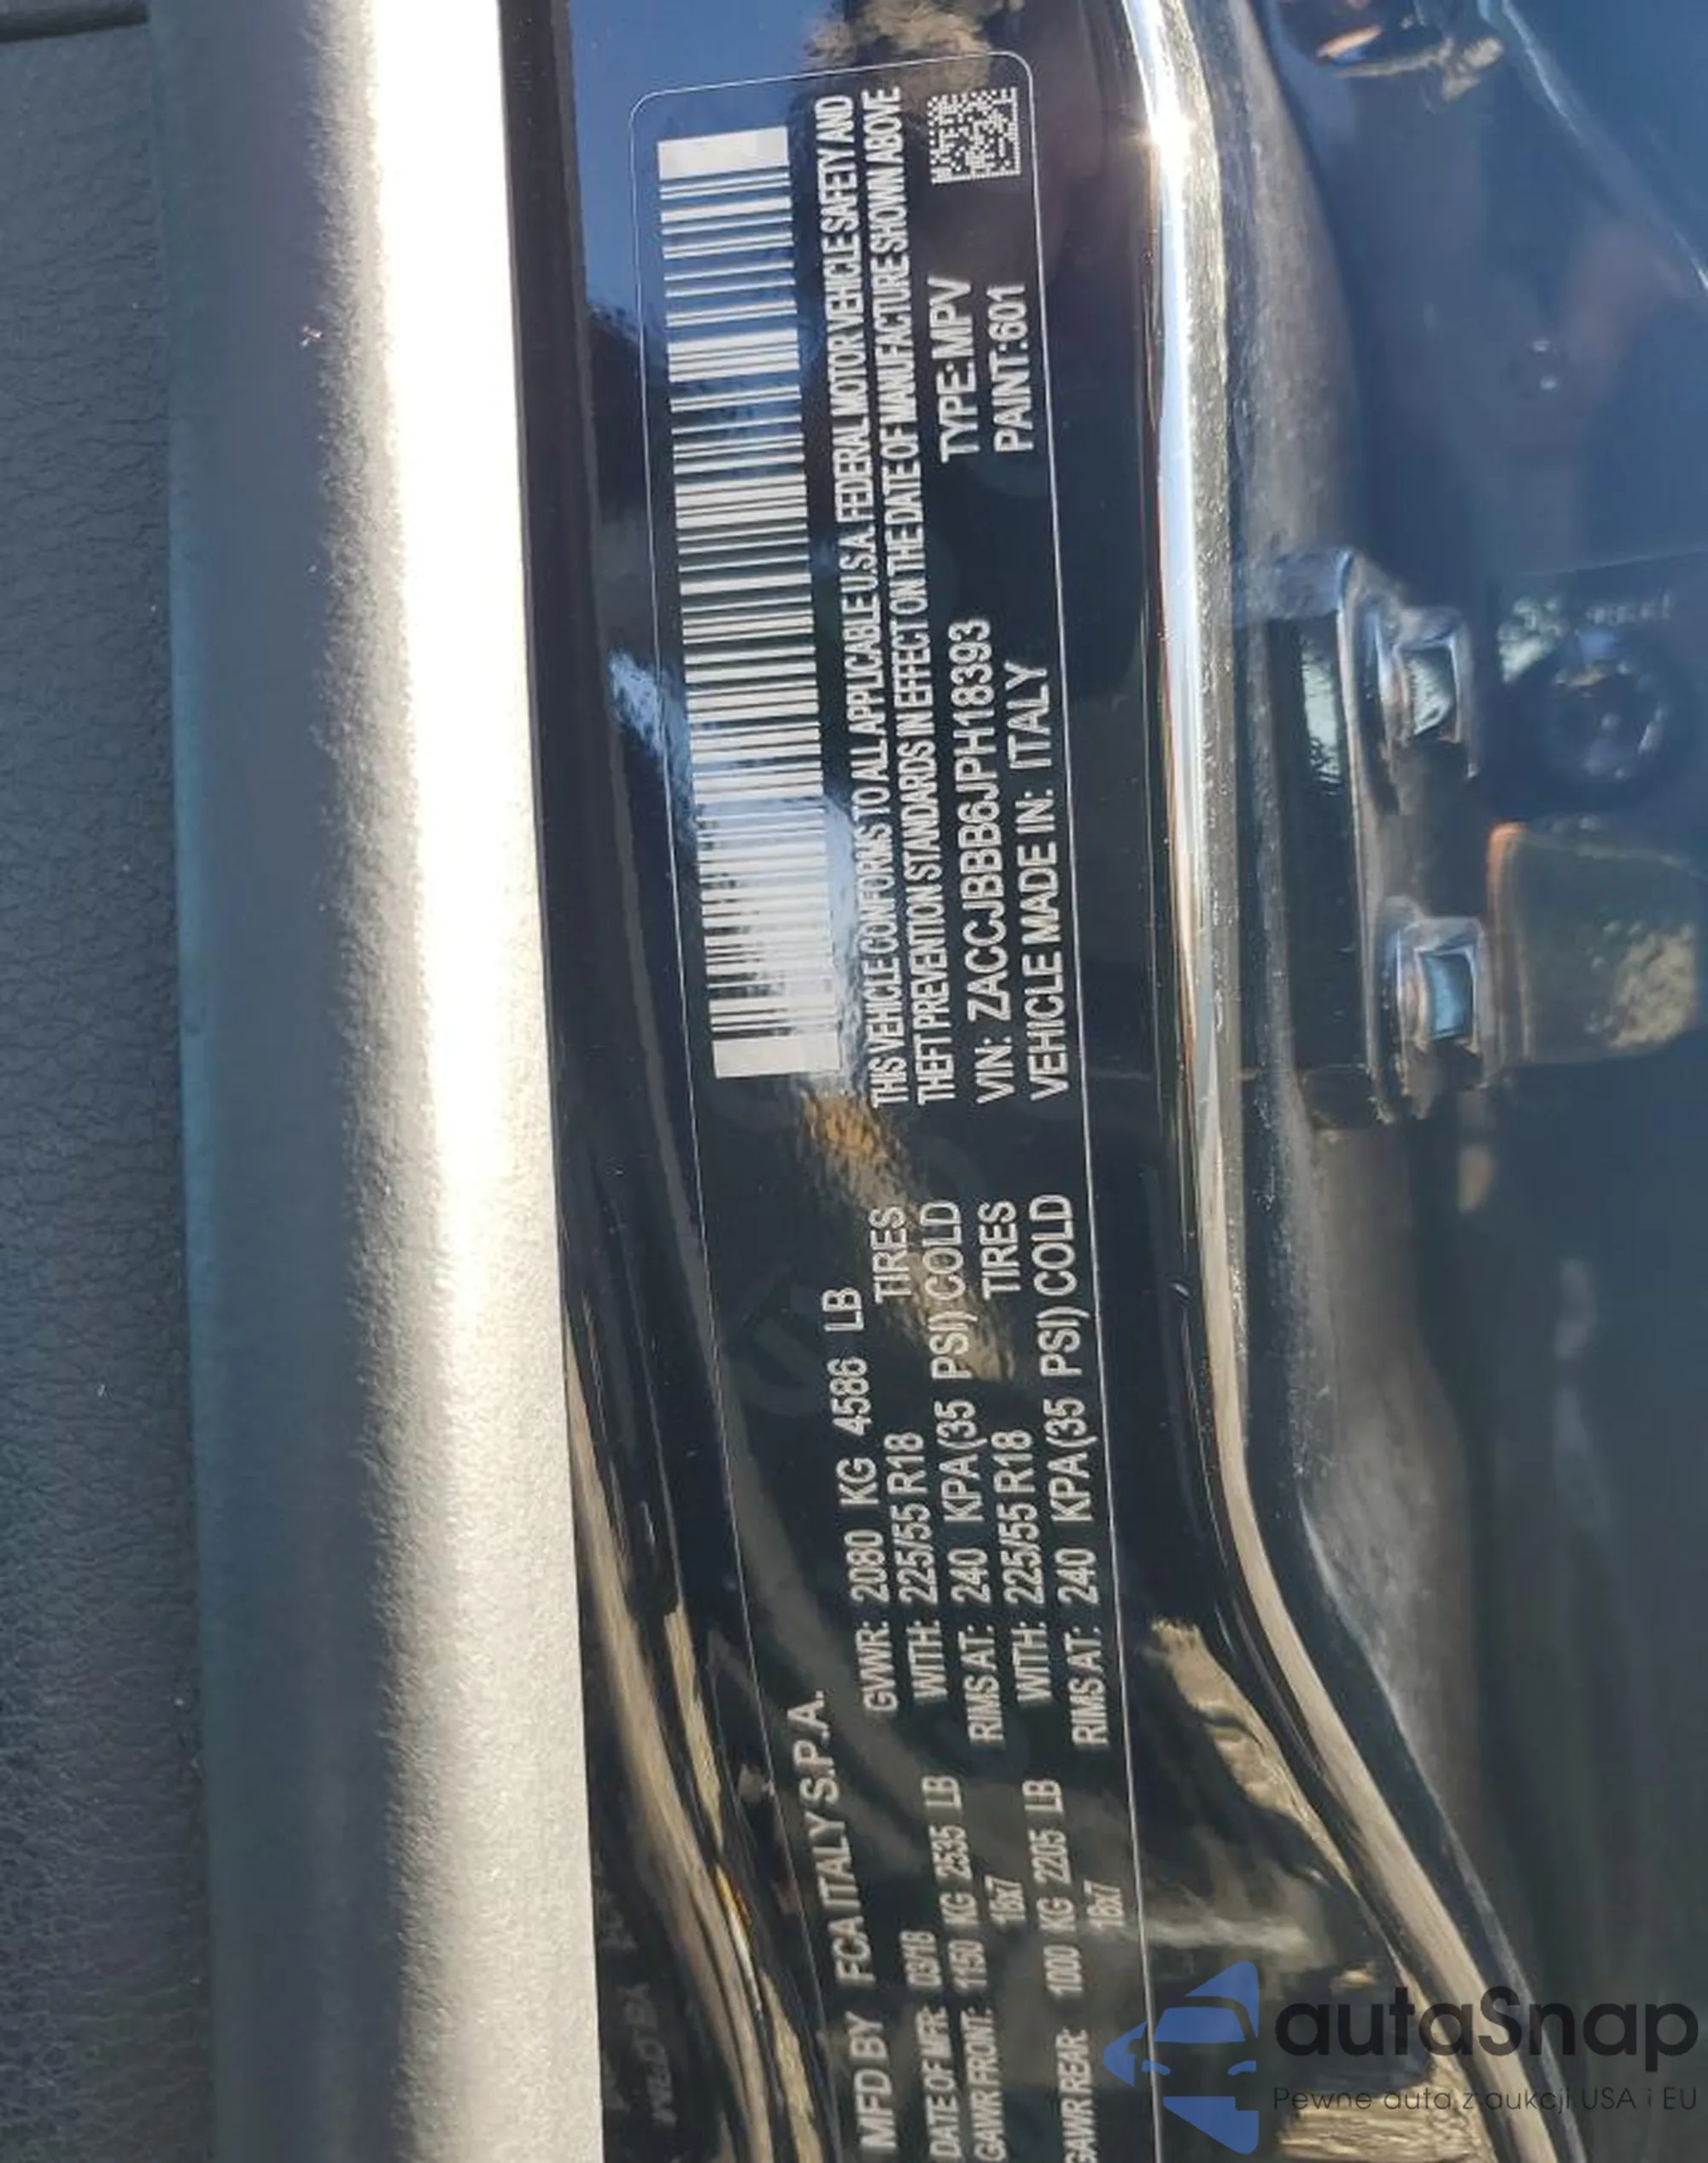 MFD BY FCA ITALY S.P.A.
DATE OF MFR: 03/18
GVWR: 2080 KG 4586 LB
GAWR FRONT: 1150 KG 2535 LB
WITH: 225/55 R18 TIRES
18x7
RIMS AT: 240 KPA (35 PSI) COLD
GAWR REAR: 1000 KG 2205 LB
WITH: 225/55 R18 TIRES
18x7
RIMS AT: 240 KPA (35 PSI) COLD
THIS VEHICLE CONFORMS TO ALL APPLICABLE U.S.A. FEDERAL MOTOR VEHICLE SAFETY AND
THEFT PREVENTION STANDARDS IN EFFECT ON THE DATE OF MANUFACTURE SHOWN ABOVE
VIN: ZACCJBBB6JPH18393 TYPE: MPV
VEHICLE MADE IN: ITALY PAINT: 601
autaSnap
Pewne auta z aukcji USA i EU